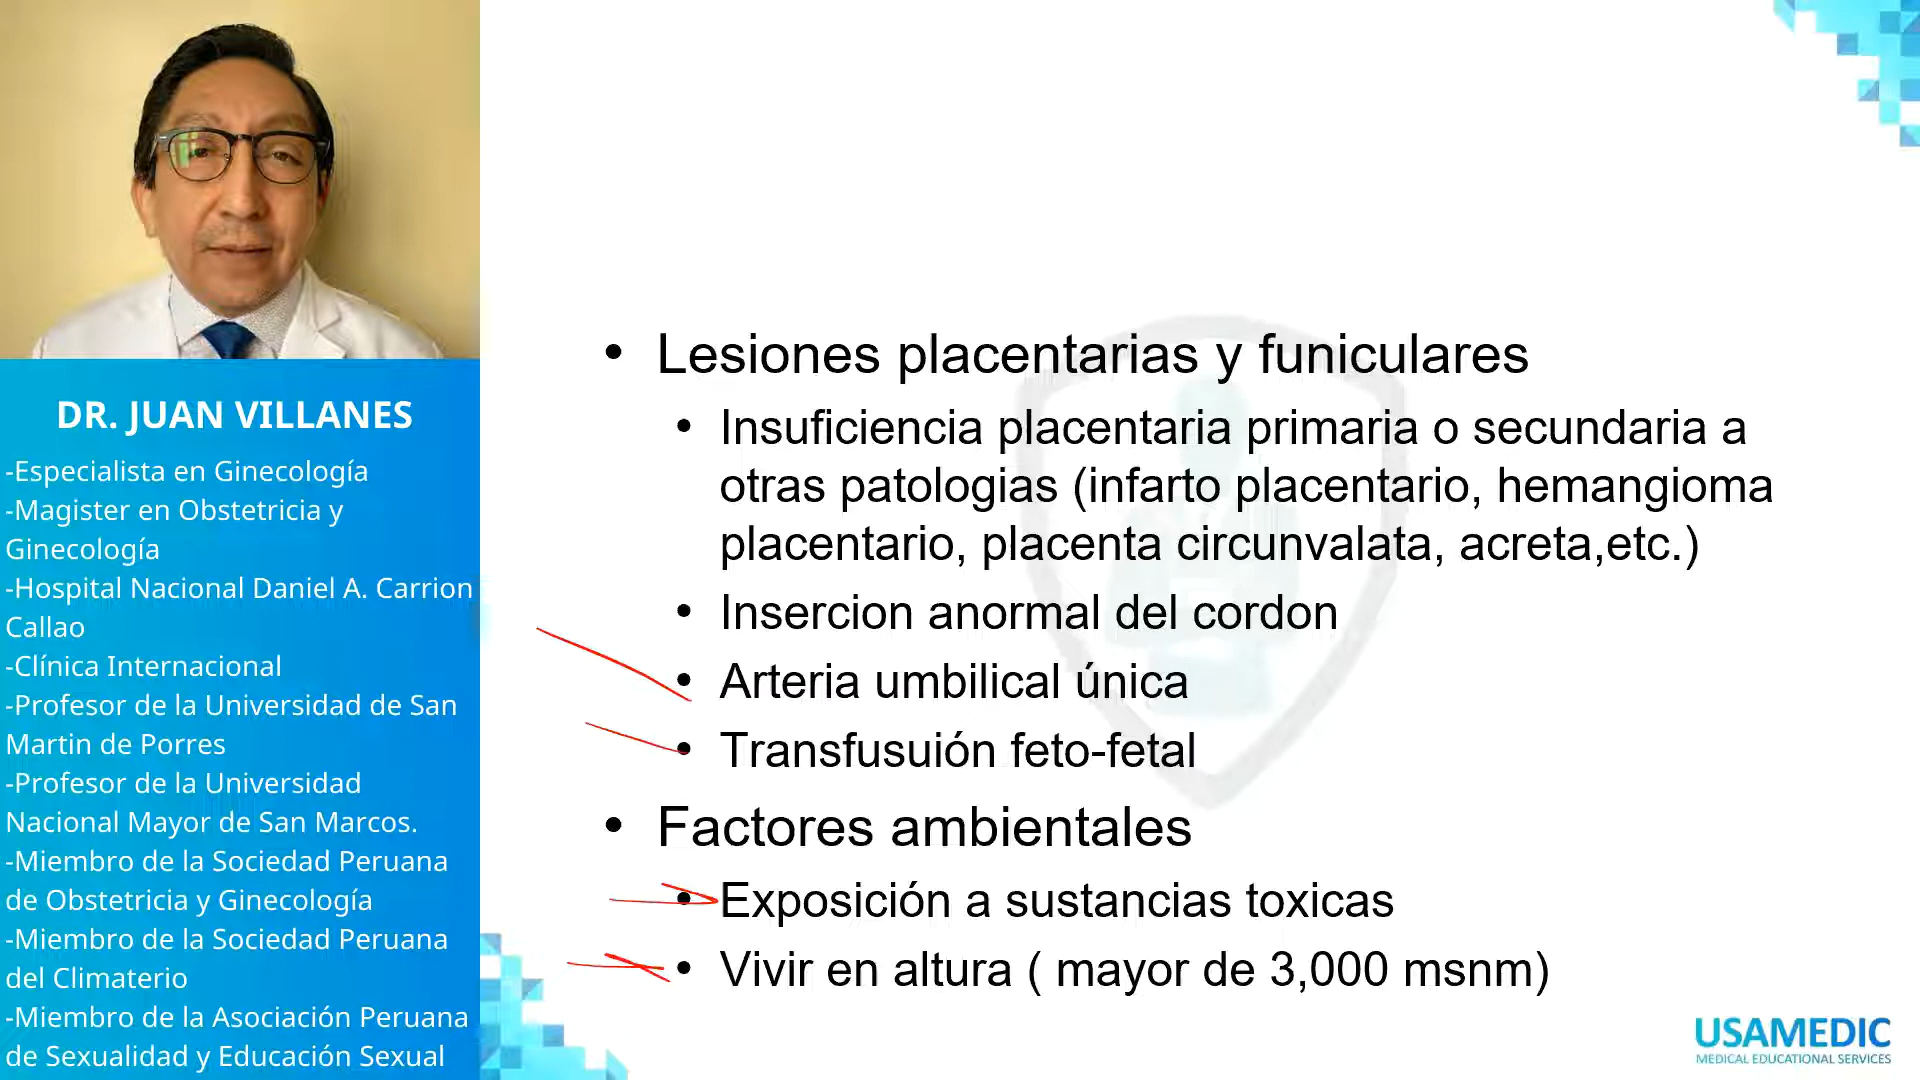 DR. JUAN VILLANES
-Especialista en Ginecología
-Magister en Obstetricia y
Ginecología
-Hospital Nacional Daniel A. Carrion
Callao
-Clínica Internacional
-Profesor de la Universidad de San
Martin de Porres
-Profesor de la Universidad
Nacional Mayor de San Marcos.
-Miembro de la Sociedad Peruana
de Obstetricia y Ginecología
-Miembro de la Sociedad Peruana
del Climaterio
-Miembro de la Asociación Peruana
de Sexualidad y Educación Sexual
• Lesiones placentarias y funiculares
• Insuficiencia placentaria primaria o secundaria a
otras patologias (infarto placentario, hemangioma
placentario, placenta circunvalata, acreta,etc.)
• Insercion anormal del cordon
• Arteria umbilical única
• Transfusuión feto-fetal
• Factores ambientales
• Exposición a sustancias toxicas
• Vivir en altura ( mayor de 3,000 msnm)
USAMEDIC
MEDICAL EDUCATIONAL SERVICES